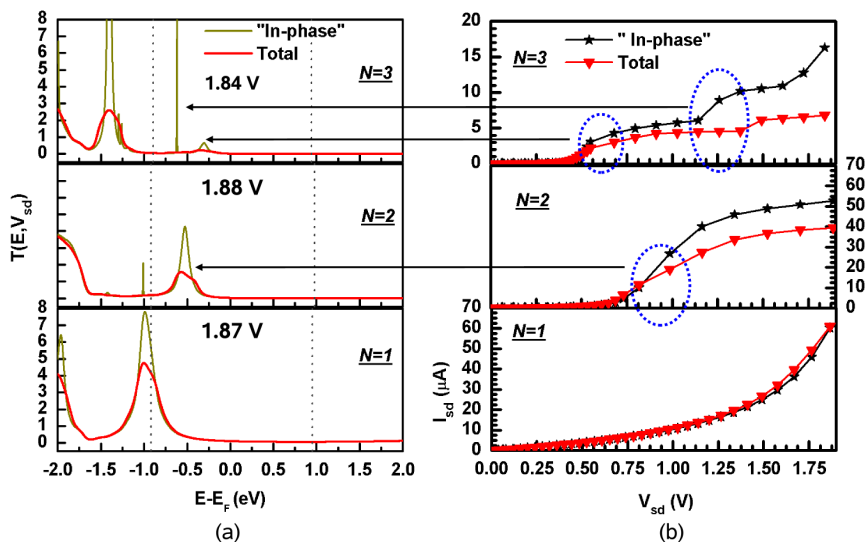 8
7
6
5
4
3
2
1
0
"In-phase"
Total
1.84 V
N=3
1.88 V
N=2
8
7
6
5
4
3
2
1
0
1.87 V
N=1
T(E,V_sd)
-2.0 -1.5 -1.0 -0.5 0.0 0.5 1.0 1.5 2.0
E-E_F (eV)
(a)
20
15
10
5
0
" In-phase"
Total
N=3
70
60
50
40
30
20
10
0
N=2
70
60
50
40
30
20
10
0
N=1
I_sd (μA)
0.00 0.25 0.50 0.75 1.00 1.25 1.50 1.75
V_sd (V)
(b)